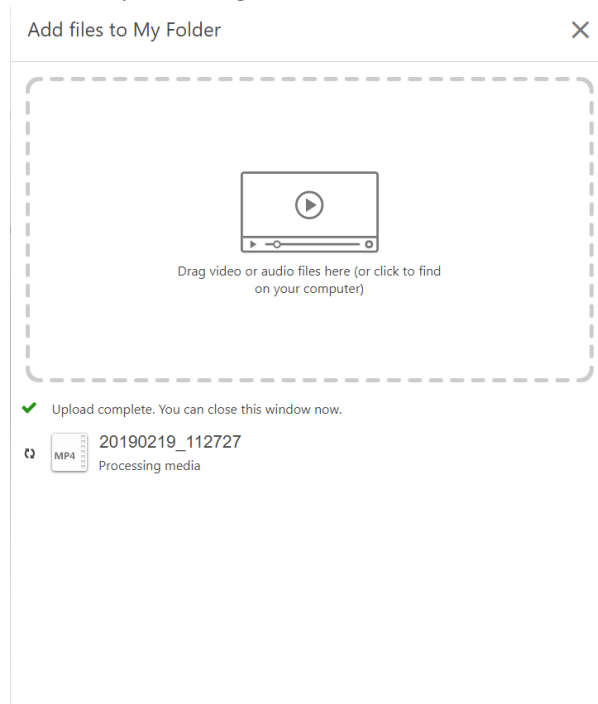 Add files to My Folder
Drag video or audio files here (or click to find
on your computer)
Upload complete. You can close this window now.
20190219_112727
MP4
Processing media